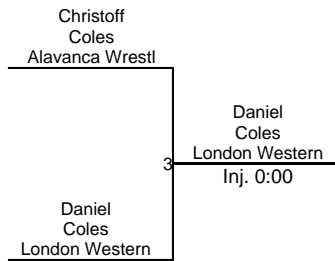 Christoff
Coles
Alavanca Wrestl
Daniel
Coles
London Western
3
Inj. 0:00
Daniel
Coles
London Western